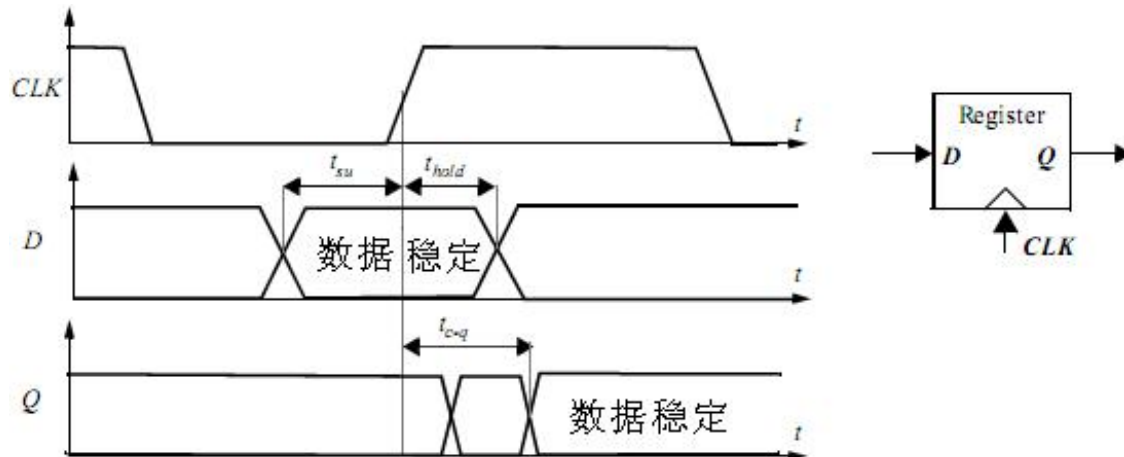 CLK
t
Register
D Q
CLK
t_su t_hold
D
数据 稳定
t
t_c-q
Q
数据稳定
t